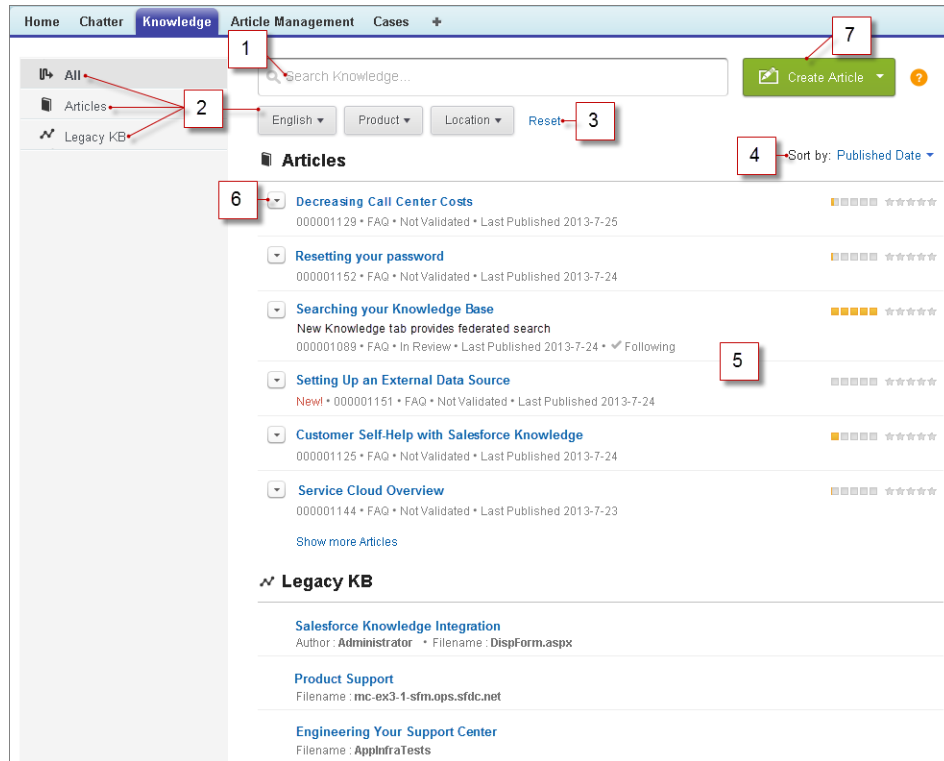 Home Chatter Knowledge Article Management Cases +
1
7
All
Search Knowledge...
Create Article
?
Articles
2
Legacy KB
English Product Location Reset
3
Articles
4
Sort by: Published Date
6
Decreasing Call Center Costs
000001129 • FAQ • Not Validated • Last Published 2013-7-25
Resetting your password
000001152 • FAQ • Not Validated • Last Published 2013-7-24
Searching your Knowledge Base
New Knowledge tab provides federated search
000001089 • FAQ • In Review • Last Published 2013-7-24 • ✔ Following
5
Setting Up an External Data Source
New! • 000001151 • FAQ • Not Validated • Last Published 2013-7-24
Customer Self-Help with Salesforce Knowledge
000001125 • FAQ • Not Validated • Last Published 2013-7-24
Service Cloud Overview
000001144 • FAQ • Not Validated • Last Published 2013-7-23
Show more Articles
Legacy KB
Salesforce Knowledge Integration
Author : Administrator • Filename : DispForm.aspx
Product Support
Filename : mc-ex3-1-sfm.ops.sfdc.net
Engineering Your Support Center
Filename : AppInfraTests